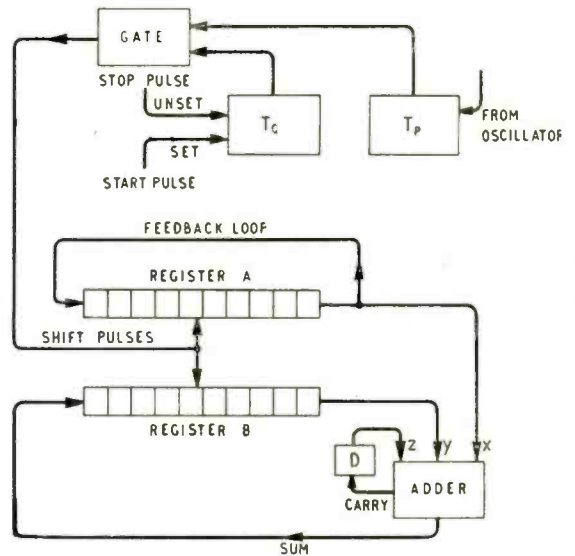 GATE
STOP PULSE
UNSET
SET
START PULSE
TG
TP
FROM
OSCILLATOR
FEEDBACK LOOP
REGISTER A
SHIFT PULSES
REGISTER B
Z
y
x
D
CARRY
ADDER
SUM